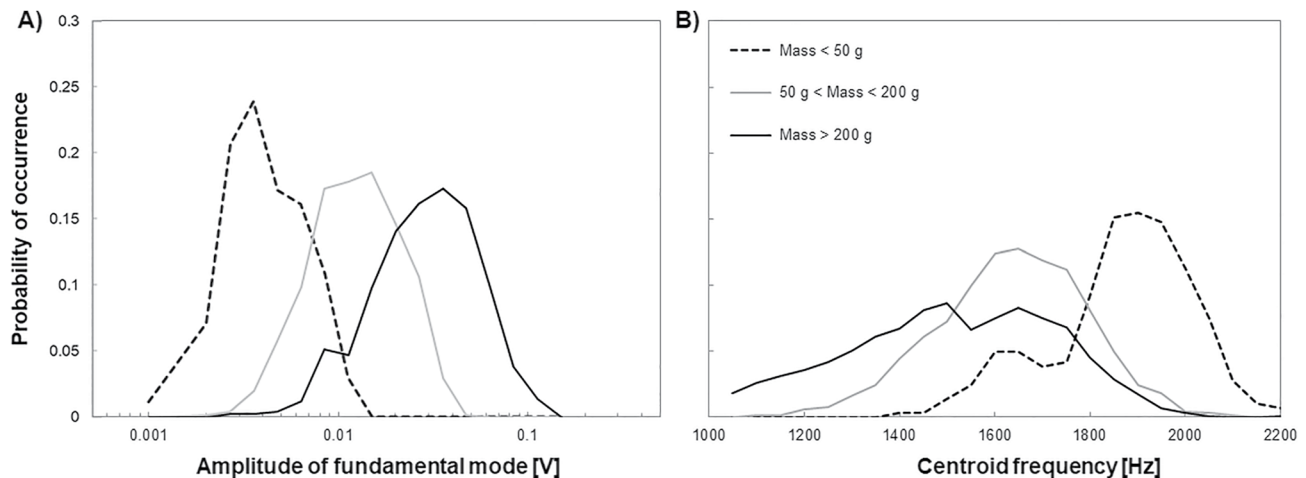 A)
0.3
0.25
0.2
0.15
0.1
0.05
0
Probability of occurrence
0.001 0.01 0.1
Amplitude of fundamental mode [V]
B)
Mass < 50 g
50 g < Mass < 200 g
Mass > 200 g
1000 1200 1400 1600 1800 2000 2200
Centroid frequency [Hz]